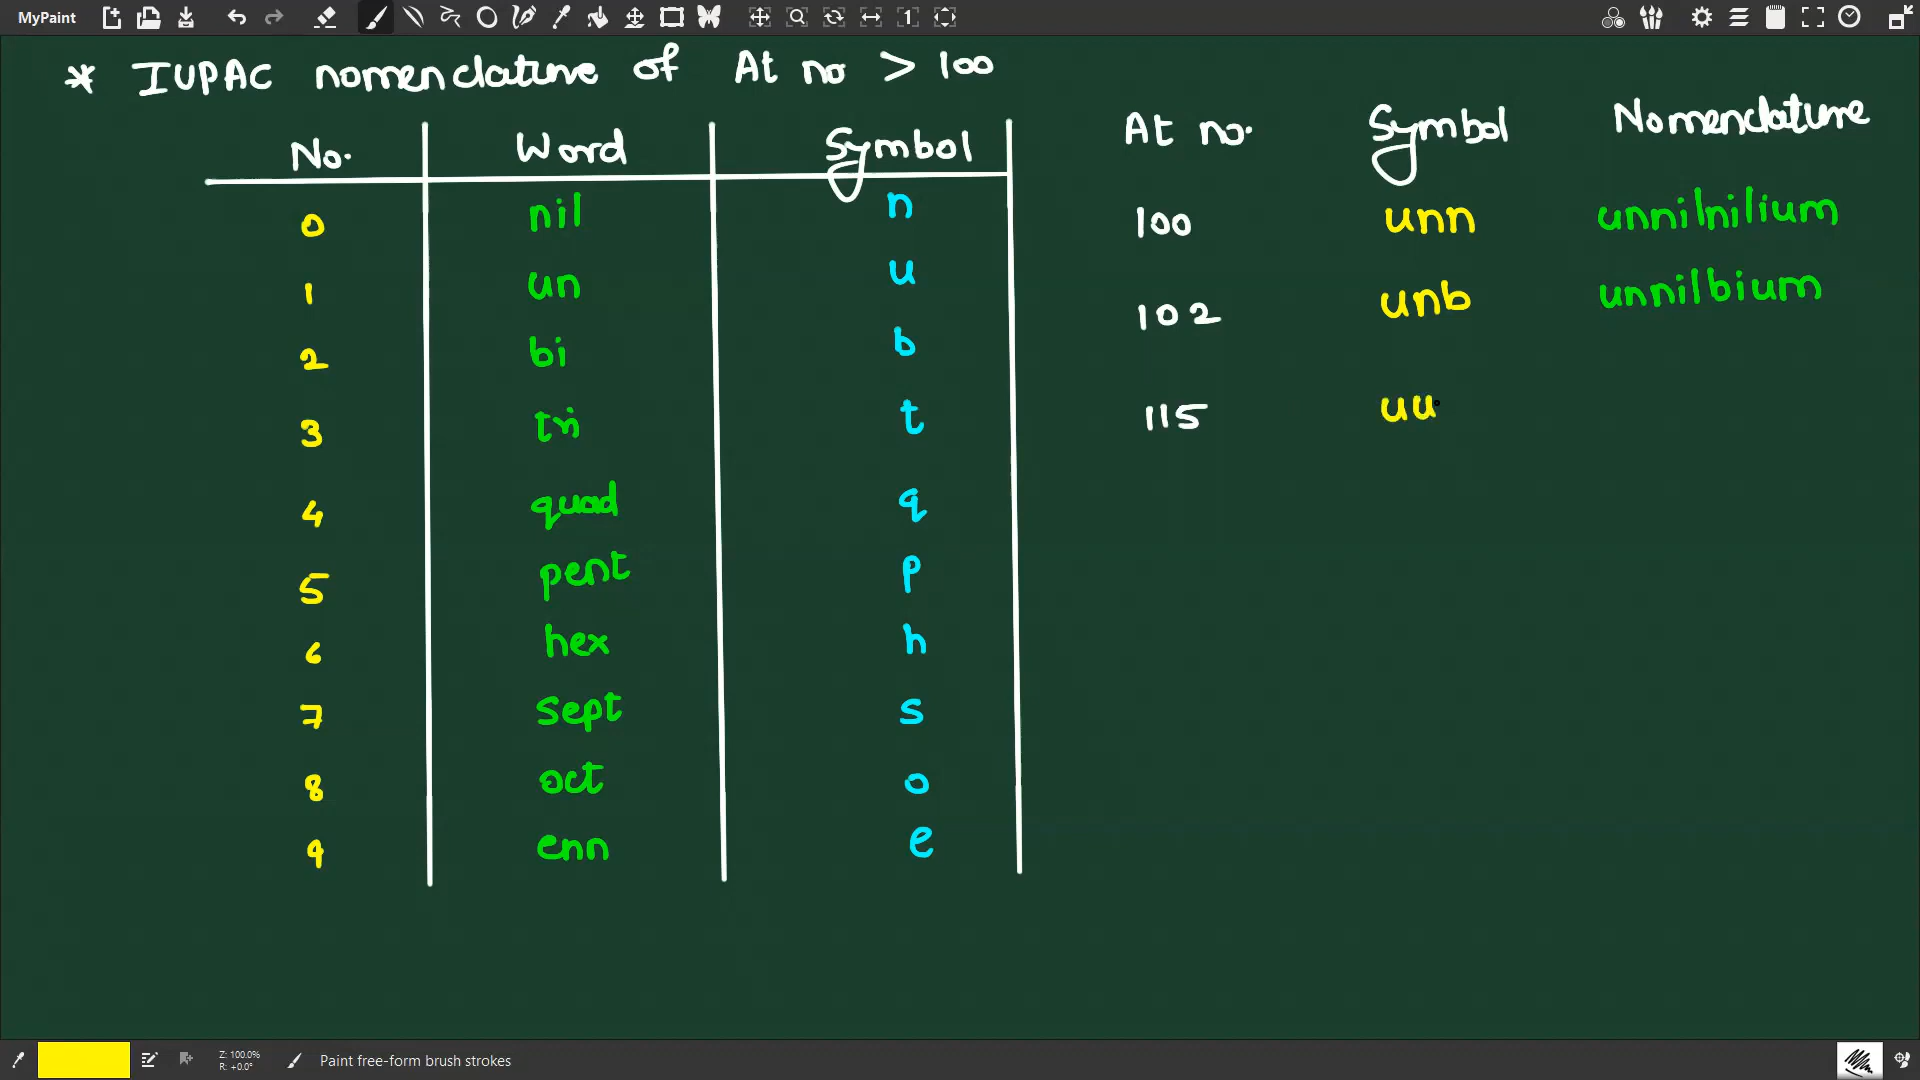 MyPaint
* IUPAC nomenclature of At no > 100
No. Word Symbol
0 nil n
1 un u
2 bi b
3 tri t
4 quad q
5 pent p
6 hex h
7 sept s
8 oct o
9 enn e
At no. Symbol Nomenclature
100 unn unnilnilium
102 unb unnilbium
115 uu
Z: 100.0%
R: +0.0°
Paint free-form brush strokes